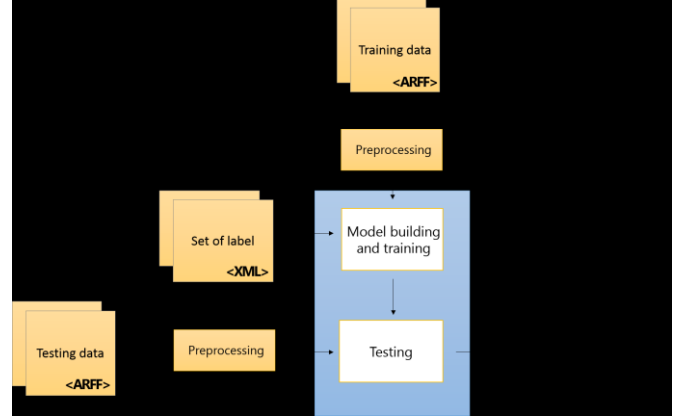 Training data
<ARFF>
Preprocessing
Set of label
<XML>
Model building
and training
Testing data
<ARFF>
Preprocessing
Testing